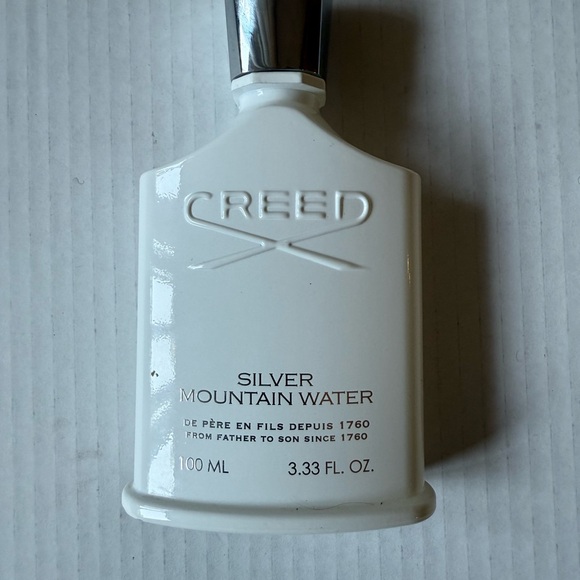 CREED
SILVER
MOUNTAIN WATER
DE PÈRE EN FILS DEPUIS 1760
FROM FATHER TO SON SINCE 1760
100 ML 3.33 FL. OZ.